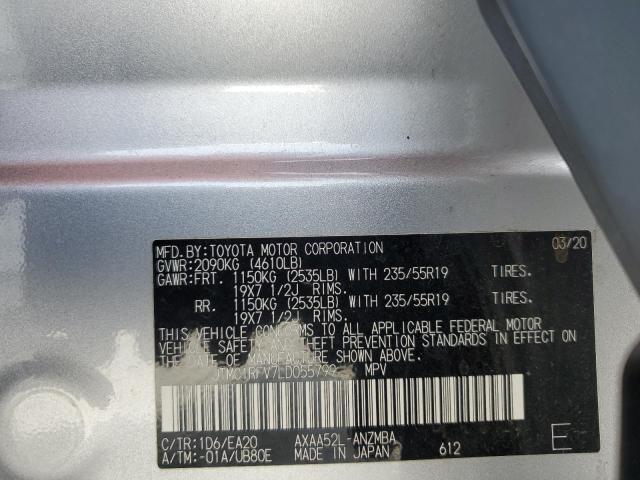 MFD.BY:TOYOTA MOTOR CORPORATION 03/20
GVWR:2090KG (4610LB)
GAWR:FRT. 1150KG (2535LB) WITH 235/55R19 TIRES.
19X7 1/2J RIMS.
RR. 1150KG (2535LB) WITH 235/55R19 TIRES.
19X7 1/2J RIMS.
THIS VEHICLE CONFORMS TO ALL APPLICABLE FEDERAL MOTOR
VEHICLE SAFETY AND THEFT PREVENTION STANDARDS IN EFFECT ON
THE DATE OF MANUFACTURE SHOWN ABOVE.
MPV
C/TR:1D6/EA20 AXAA52L-ANZMBA E
A/TM:-01A/UB80E MADE IN JAPAN 612